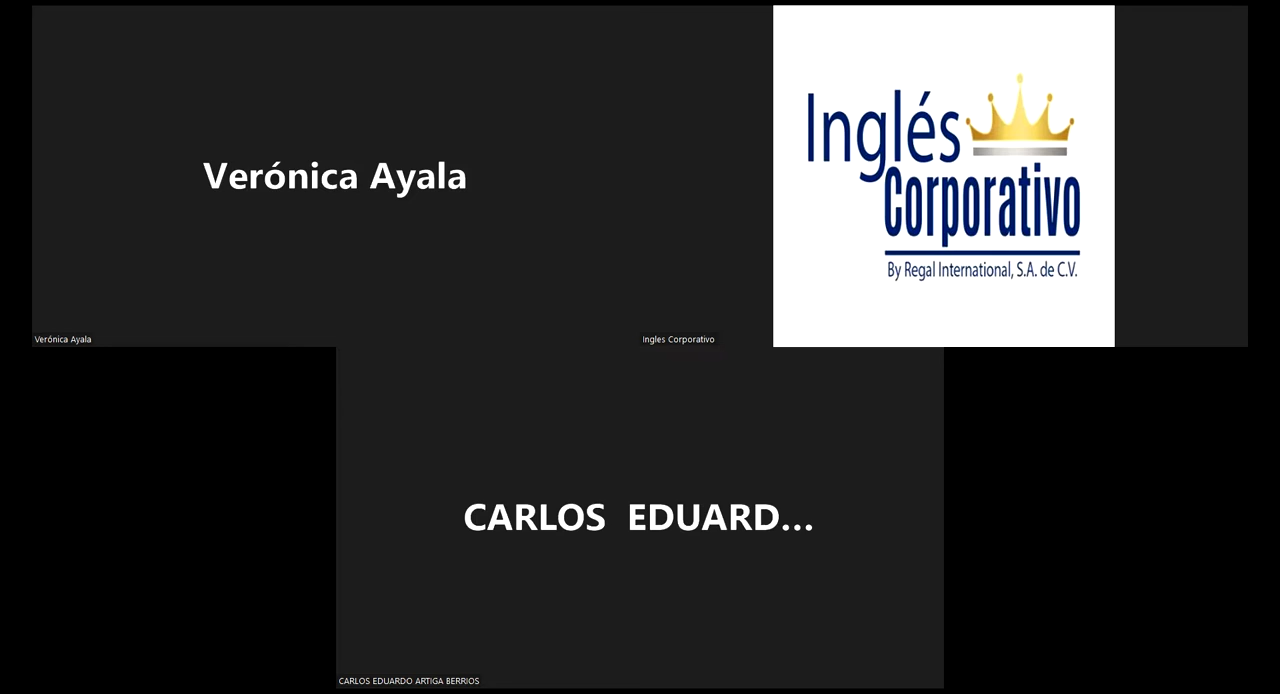 Verónica Ayala
Inglés
Corporativo
By Regal International, S.A. de C.V.
Verónica Ayala
Ingles Corporativo
CARLOS EDUARD...
CARLOS EDUARDO ARTIGA BERRIOS